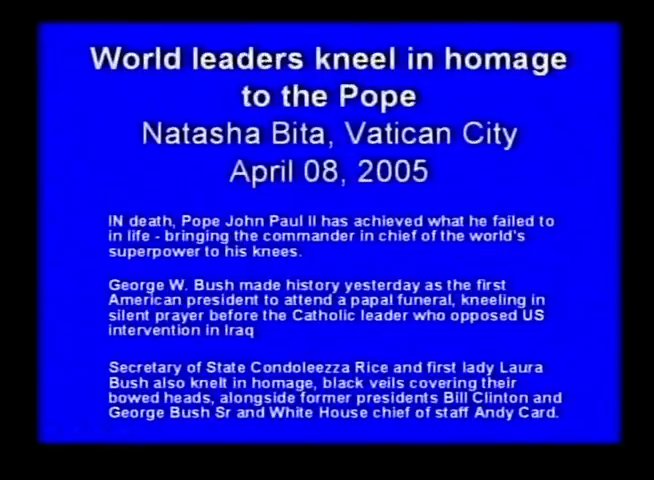 World leaders kneel in homage
to the Pope
Natasha Bita, Vatican City
April 08, 2005
IN death, Pope John Paul II has achieved what he failed to
in life - bringing the commander in chief of the world's
superpower to his knees.
George W. Bush made history yesterday as the first
American president to attend a papal funeral, kneeling in
silent prayer before the Catholic leader who opposed US
intervention in Iraq
Secretary of State Condoleezza Rice and first lady Laura
Bush also knelt in homage, black veils covering their
bowed heads, alongside former presidents Bill Clinton and
George Bush Sr and White House chief of staff Andy Card.